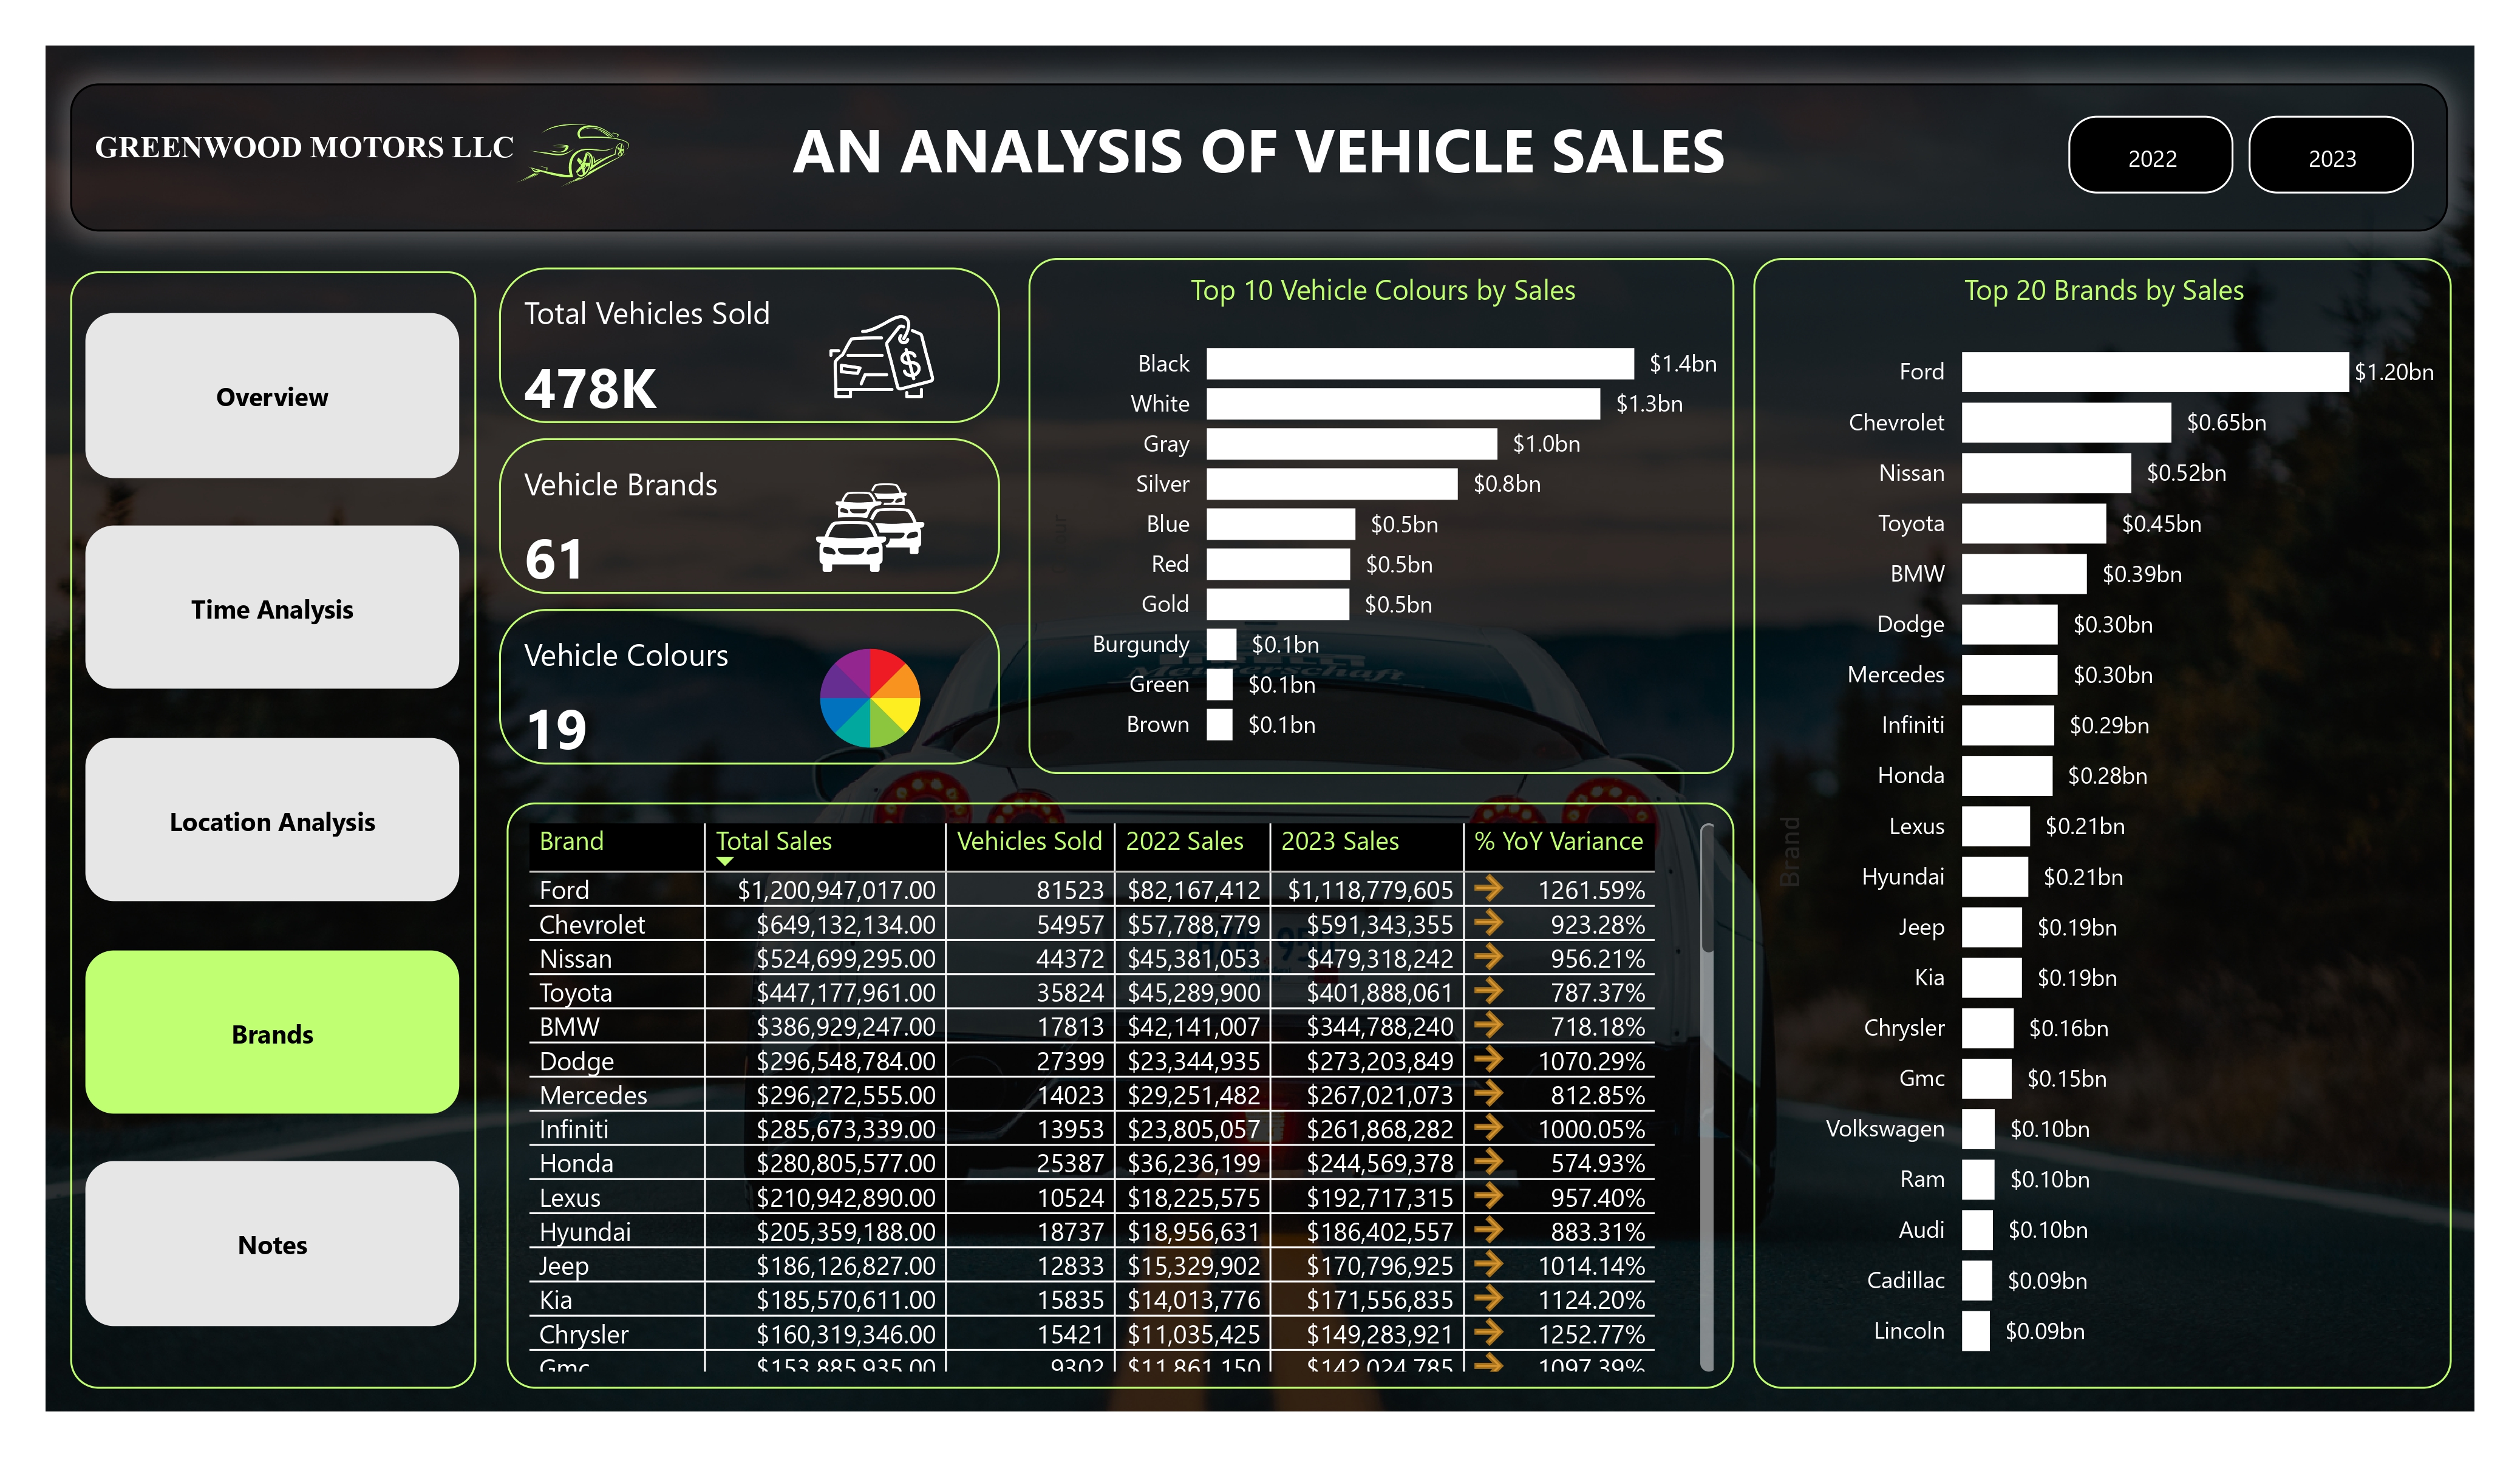 GREENWOOD MOTORS LLC
AN ANALYSIS OF VEHICLE SALES
2022
2023
Overview
Time Analysis
Location Analysis
Brands
Notes
Total Vehicles Sold
478K
Vehicle Brands
61
Vehicle Colours
19
Top 10 Vehicle Colours by Sales
Black $1.4bn
White $1.3bn
Gray $1.0bn
Silver $0.8bn
Blue $0.5bn
Red $0.5bn
Gold $0.5bn
Burgundy $0.1bn
Green $0.1bn
Brown $0.1bn
Top 20 Brands by Sales
Brand
Ford $1.20bn
Chevrolet $0.65bn
Nissan $0.52bn
Toyota $0.45bn
BMW $0.39bn
Dodge $0.30bn
Mercedes $0.30bn
Infiniti $0.29bn
Honda $0.28bn
Lexus $0.21bn
Hyundai $0.21bn
Jeep $0.19bn
Kia $0.19bn
Chrysler $0.16bn
Gmc $0.15bn
Volkswagen $0.10bn
Ram $0.10bn
Audi $0.10bn
Cadillac $0.09bn
Lincoln $0.09bn
Brand Total Sales Vehicles Sold 2022 Sales 2023 Sales % YoY Variance
Ford $1,200,947,017.00 81523 $82,167,412 $1,118,779,605 1261.59%
Chevrolet $649,132,134.00 54957 $57,788,779 $591,343,355 923.28%
Nissan $524,699,295.00 44372 $45,381,053 $479,318,242 956.21%
Toyota $447,177,961.00 35824 $45,289,900 $401,888,061 787.37%
BMW $386,929,247.00 17813 $42,141,007 $344,788,240 718.18%
Dodge $296,548,784.00 27399 $23,344,935 $273,203,849 1070.29%
Mercedes $296,272,555.00 14023 $29,251,482 $267,021,073 812.85%
Infiniti $285,673,339.00 13953 $23,805,057 $261,868,282 1000.05%
Honda $280,805,577.00 25387 $36,236,199 $244,569,378 574.93%
Lexus $210,942,890.00 10524 $18,225,575 $192,717,315 957.40%
Hyundai $205,359,188.00 18737 $18,956,631 $186,402,557 883.31%
Jeep $186,126,827.00 12833 $15,329,902 $170,796,925 1014.14%
Kia $185,570,611.00 15835 $14,013,776 $171,556,835 1124.20%
Chrysler $160,319,346.00 15421 $11,035,425 $149,283,921 1252.77%
Gmc $153,885,935.00 9302 $11,861,150 $142,024,785 1097.39%